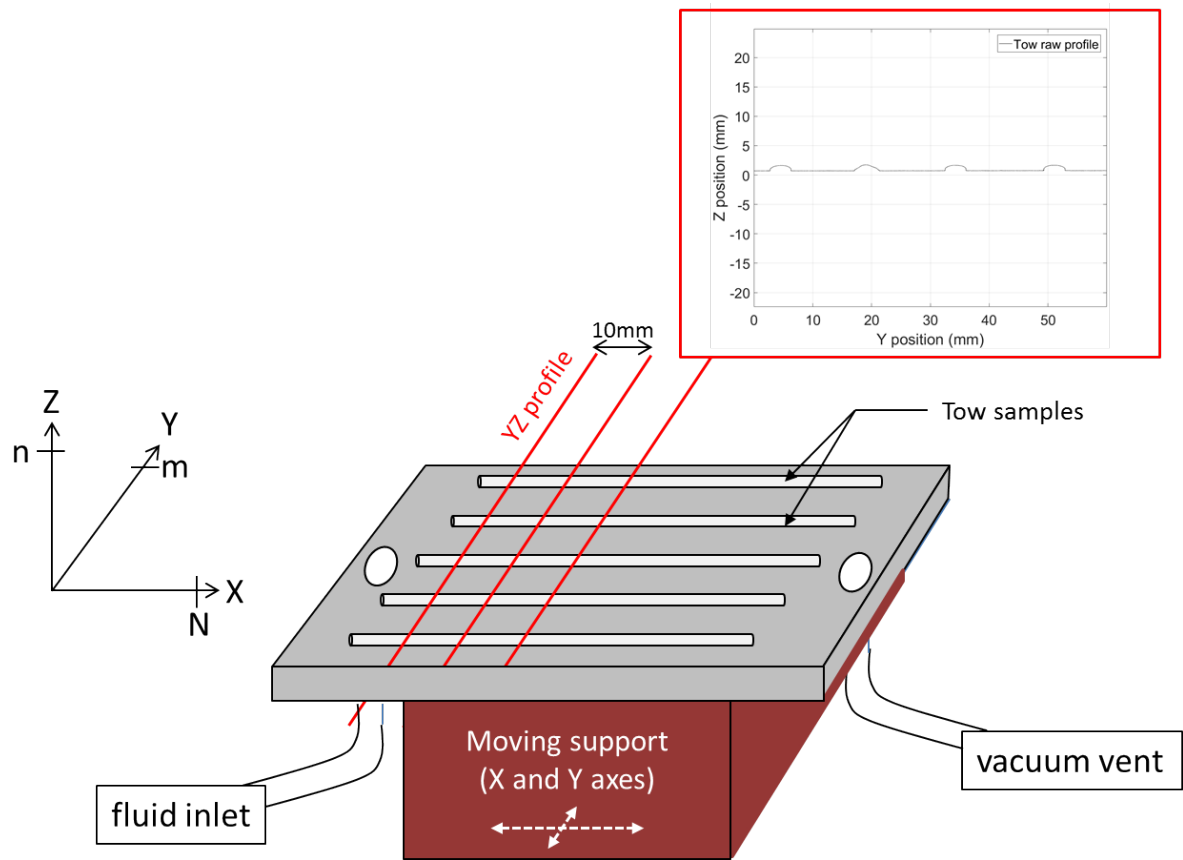 Tow raw profile
20
15
10
5
0
-5
-10
-15
-20
Z position (mm)
0 10 20 30 40 50
Y position (mm)
10mm
YZ profile
Z
n
Y
m
X
N
Tow samples
Moving support
(X and Y axes)
fluid inlet
vacuum vent